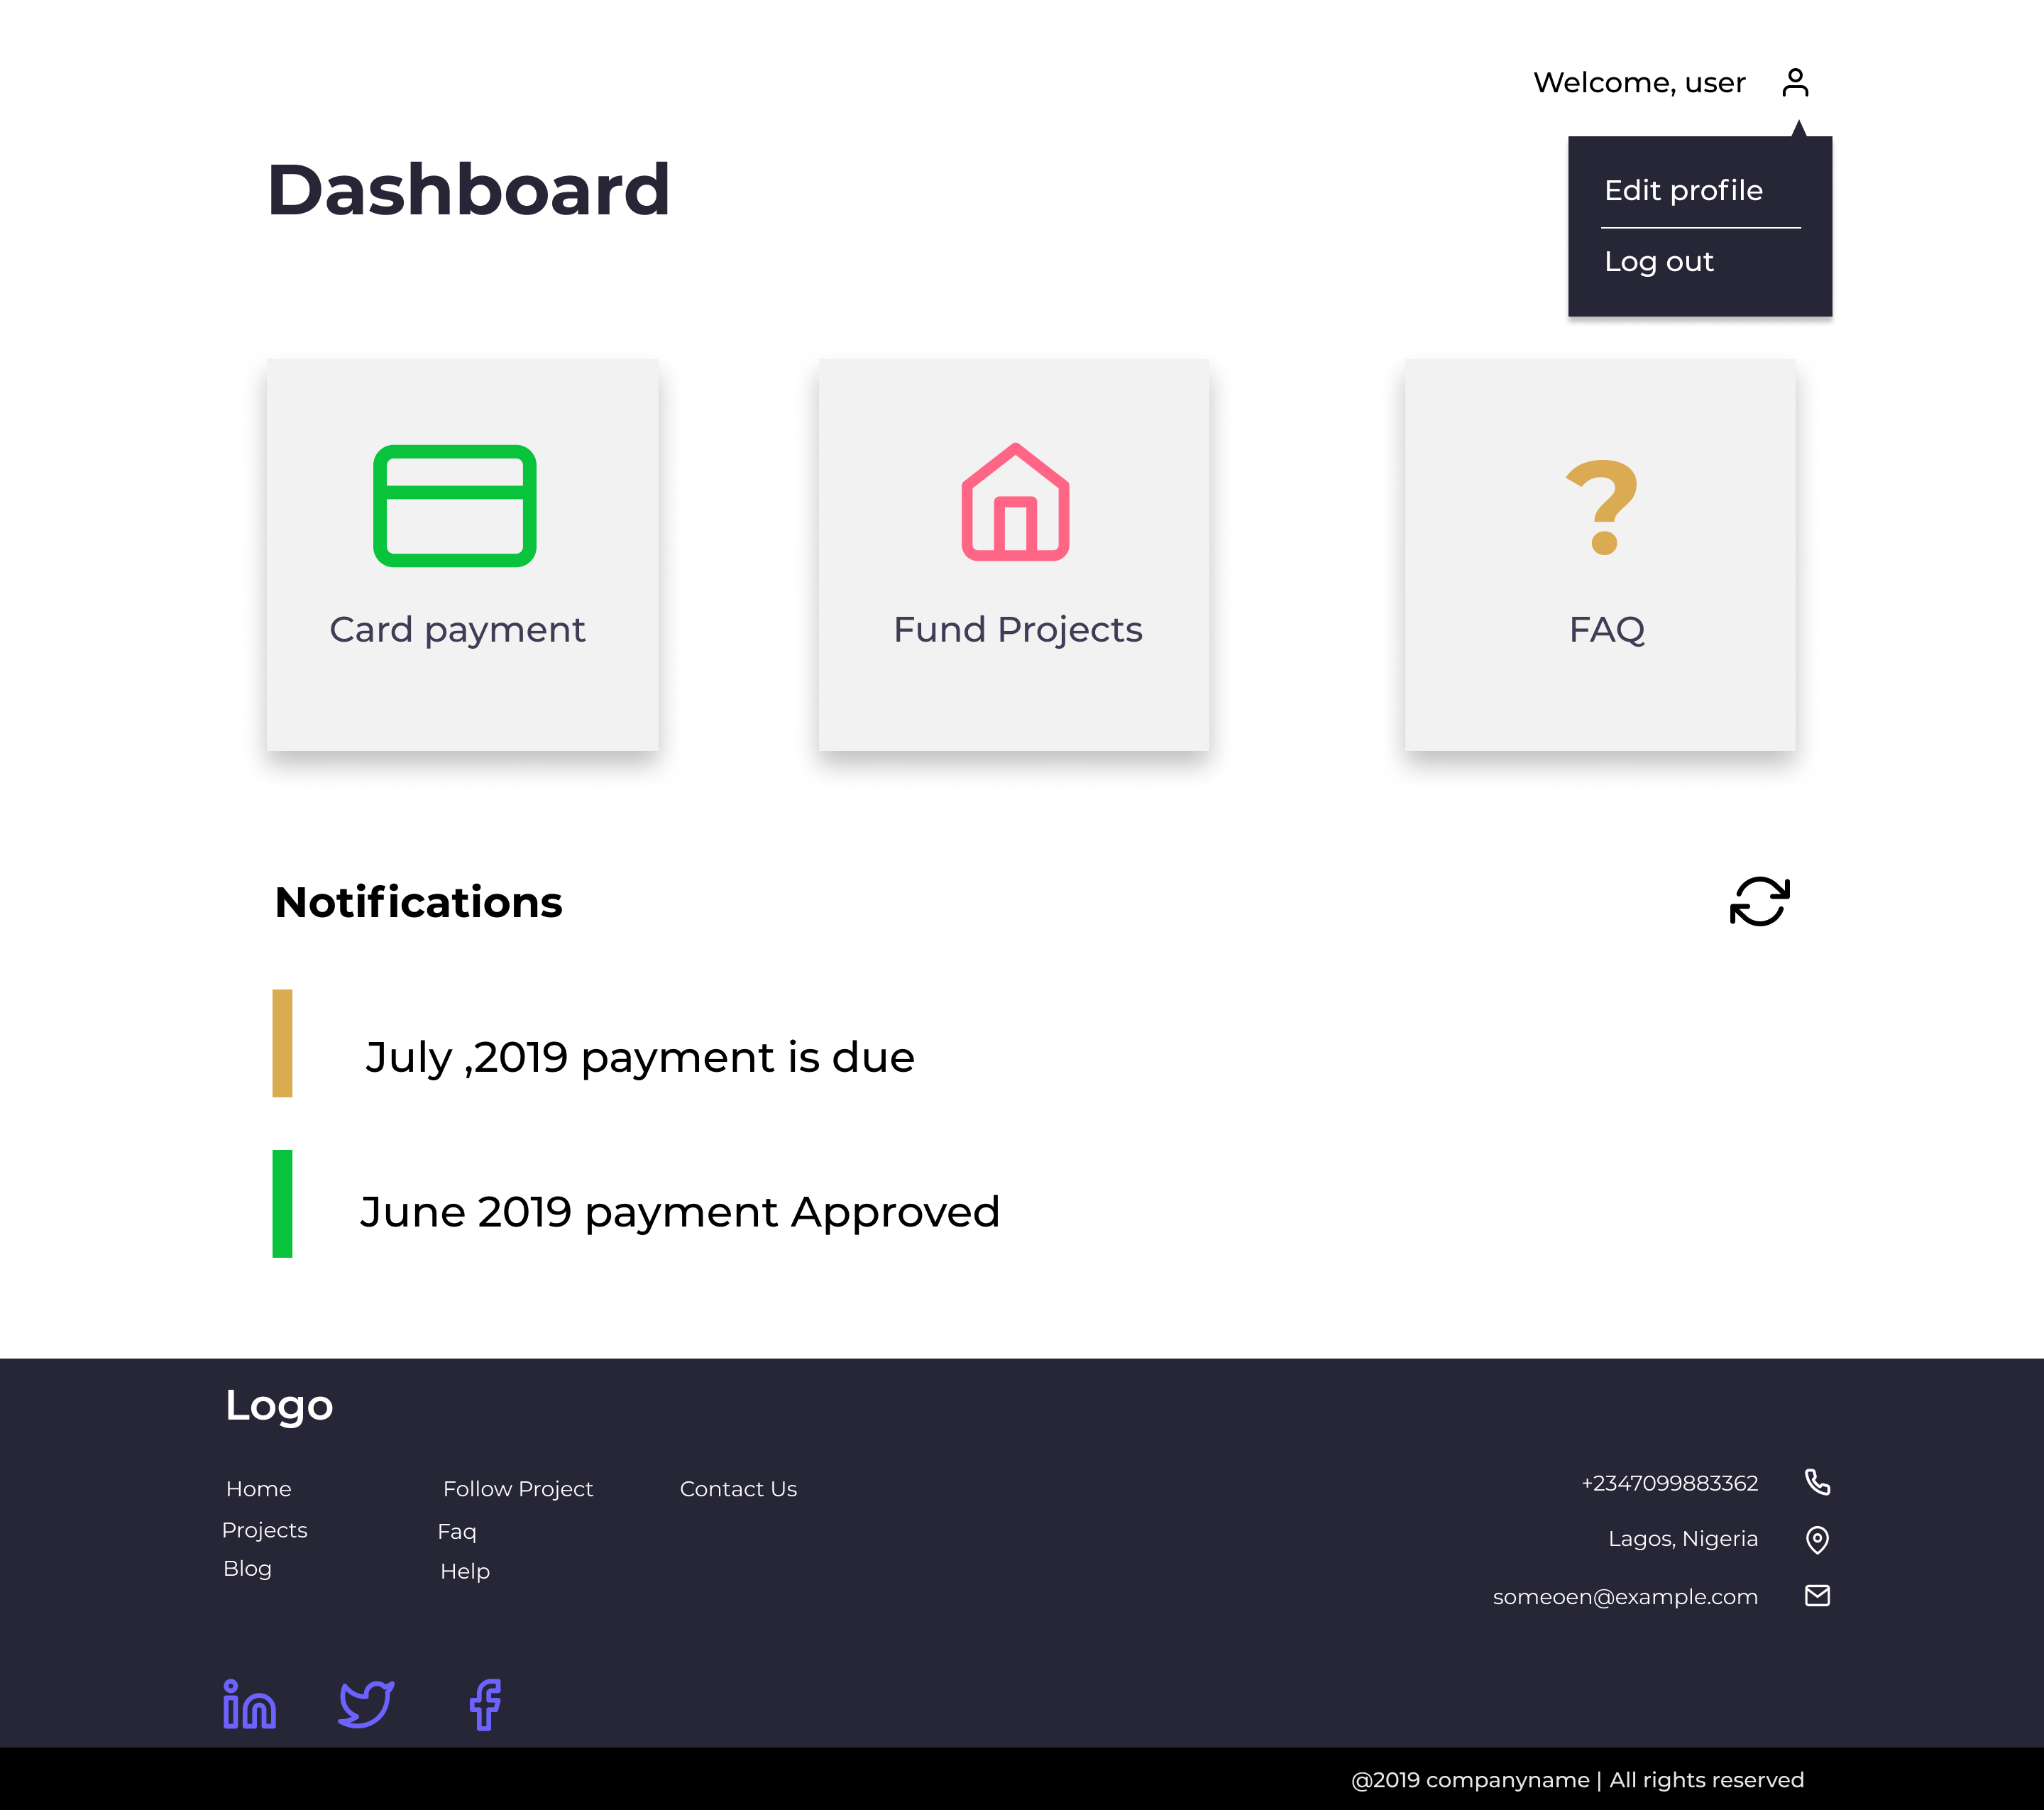 Welcome, user
Dashboard
Edit profile
Log out
Card payment
Fund Projects
?
FAQ
Notifications
July ,2019 payment is due
June 2019 payment Approved
Logo
Home
Projects
Blog
Follow Project
Faq
Help
Contact Us
+2347099883362
Lagos, Nigeria
someoen@example.com
@2019 companyname | All rights reserved